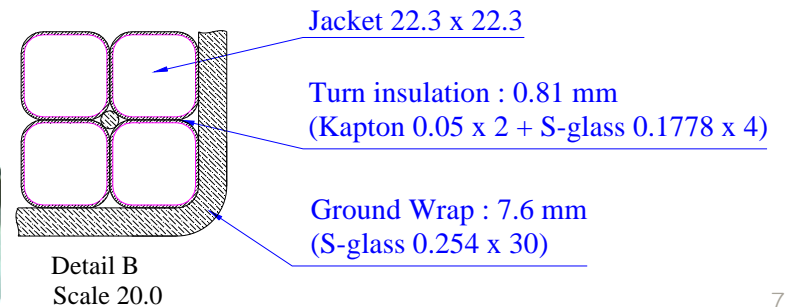 Jacket 22.3 x 22.3
Turn insulation : 0.81 mm
(Kapton 0.05 x 2 + S-glass 0.1778 x 4)
Ground Wrap : 7.6 mm
(S-glass 0.254 x 30)
Detail B
Scale 20.0
7